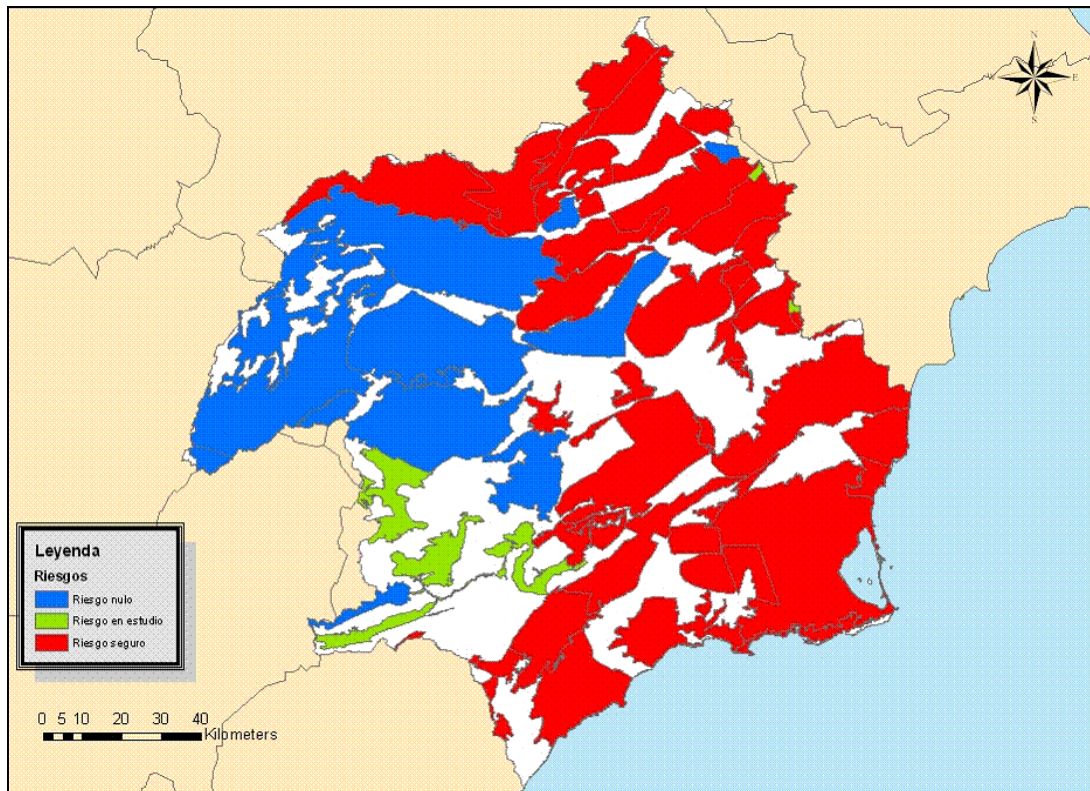 N
W E
S
Leyenda
Riesgos
Riesgo nulo
Riesgo en estudio
Riesgo seguro
0 5 10 20 30 40
Kilometers